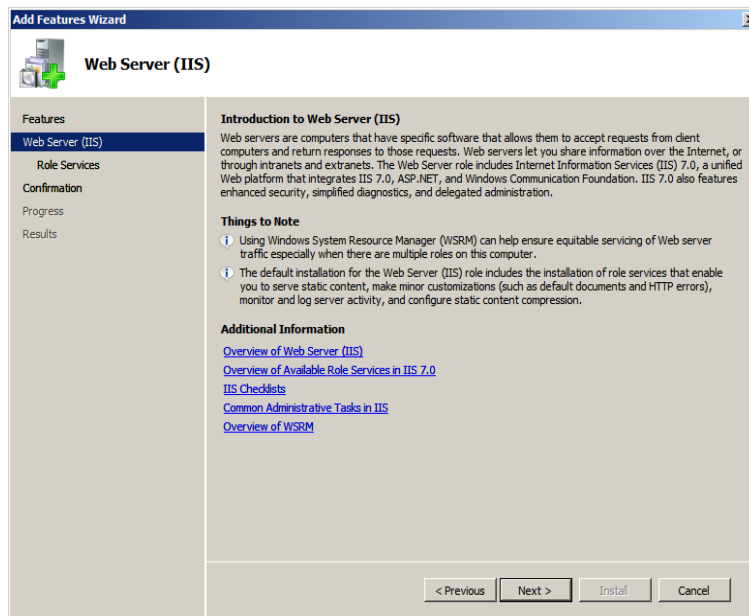 Add Features Wizard
Web Server (IIS)
Features
Web Server (IIS)
Role Services
Confirmation
Progress
Results
Introduction to Web Server (IIS)
Web servers are computers that have specific software that allows them to accept requests from client
computers and return responses to those requests. Web servers let you share information over the Internet, or
through intranets and extranets. The Web Server role includes Internet Information Services (IIS) 7.0, a unified
Web platform that integrates IIS 7.0, ASP.NET, and Windows Communication Foundation. IIS 7.0 also features
enhanced security, simplified diagnostics, and delegated administration.
Things to Note
Using Windows System Resource Manager (WSRM) can help ensure equitable servicing of Web server
traffic especially when there are multiple roles on this computer.
The default installation for the Web Server (IIS) role includes the installation of role services that enable
you to serve static content, make minor customizations (such as default documents and HTTP errors),
monitor and log server activity, and configure static content compression.
Additional Information
Overview of Web Server (IIS)
Overview of Available Role Services in IIS 7.0
IIS Checklists
Common Administrative Tasks in IIS
Overview of WSRM
< Previous Next > Install Cancel